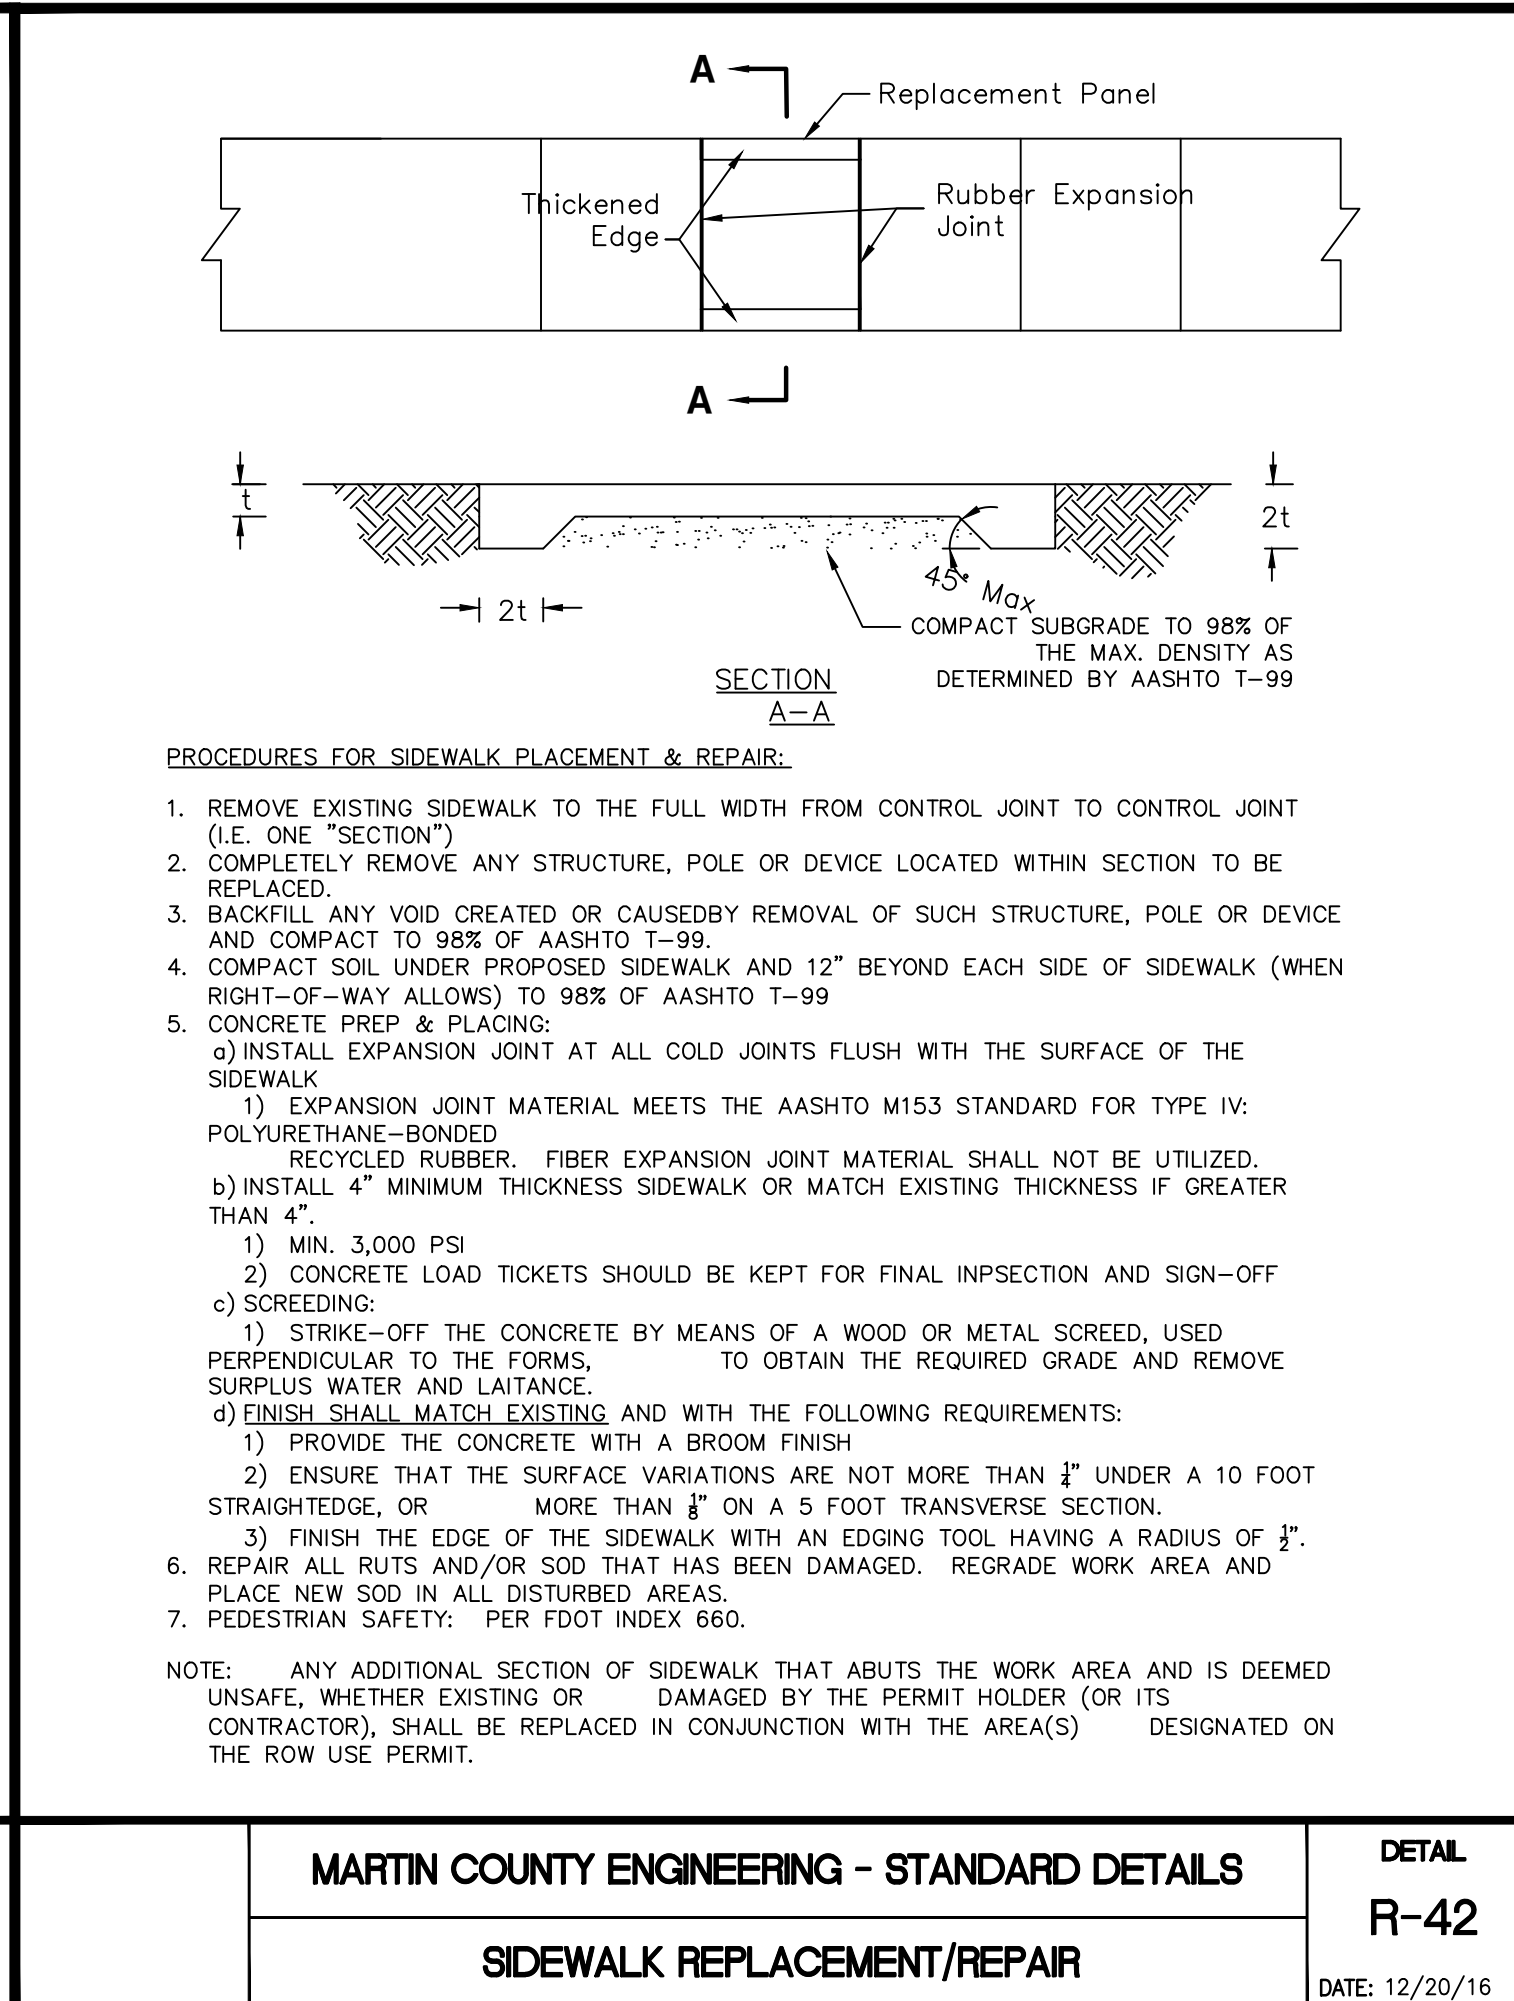 A
Replacement Panel
Thickened
Edge
Rubber Expansion
Joint
A
t
2t
45° Max
2t
COMPACT SUBGRADE TO 98% OF
THE MAX. DENSITY AS
DETERMINED BY AASHTO T-99
SECTION
A-A
PROCEDURES FOR SIDEWALK PLACEMENT & REPAIR:
1. REMOVE EXISTING SIDEWALK TO THE FULL WIDTH FROM CONTROL JOINT TO CONTROL JOINT
(I.E. ONE "SECTION")
2. COMPLETELY REMOVE ANY STRUCTURE, POLE OR DEVICE LOCATED WITHIN SECTION TO BE
REPLACED.
3. BACKFILL ANY VOID CREATED OR CAUSEDBY REMOVAL OF SUCH STRUCTURE, POLE OR DEVICE
AND COMPACT TO 98% OF AASHTO T-99.
4. COMPACT SOIL UNDER PROPOSED SIDEWALK AND 12" BEYOND EACH SIDE OF SIDEWALK (WHEN
RIGHT-OF-WAY ALLOWS) TO 98% OF AASHTO T-99
5. CONCRETE PREP & PLACING:
a) INSTALL EXPANSION JOINT AT ALL COLD JOINTS FLUSH WITH THE SURFACE OF THE
SIDEWALK
1) EXPANSION JOINT MATERIAL MEETS THE AASHTO M153 STANDARD FOR TYPE IV:
POLYURETHANE-BONDED
RECYCLED RUBBER. FIBER EXPANSION JOINT MATERIAL SHALL NOT BE UTILIZED.
b) INSTALL 4" MINIMUM THICKNESS SIDEWALK OR MATCH EXISTING THICKNESS IF GREATER
THAN 4".
1) MIN. 3,000 PSI
2) CONCRETE LOAD TICKETS SHOULD BE KEPT FOR FINAL INPSECTION AND SIGN-OFF
c) SCREEDING:
1) STRIKE-OFF THE CONCRETE BY MEANS OF A WOOD OR METAL SCREED, USED
PERPENDICULAR TO THE FORMS, TO OBTAIN THE REQUIRED GRADE AND REMOVE
SURPLUS WATER AND LAITANCE.
d) FINISH SHALL MATCH EXISTING AND WITH THE FOLLOWING REQUIREMENTS:
1) PROVIDE THE CONCRETE WITH A BROOM FINISH
2) ENSURE THAT THE SURFACE VARIATIONS ARE NOT MORE THAN 1/4" UNDER A 10 FOOT
STRAIGHTEDGE, OR MORE THAN 1/8" ON A 5 FOOT TRANSVERSE SECTION.
3) FINISH THE EDGE OF THE SIDEWALK WITH AN EDGING TOOL HAVING A RADIUS OF 1/2".
6. REPAIR ALL RUTS AND/OR SOD THAT HAS BEEN DAMAGED. REGRADE WORK AREA AND
PLACE NEW SOD IN ALL DISTURBED AREAS.
7. PEDESTRIAN SAFETY: PER FDOT INDEX 660.
NOTE: ANY ADDITIONAL SECTION OF SIDEWALK THAT ABUTS THE WORK AREA AND IS DEEMED
UNSAFE, WHETHER EXISTING OR DAMAGED BY THE PERMIT HOLDER (OR ITS
CONTRACTOR), SHALL BE REPLACED IN CONJUNCTION WITH THE AREA(S) DESIGNATED ON
THE ROW USE PERMIT.
MARTIN COUNTY ENGINEERING - STANDARD DETAILS
SIDEWALK REPLACEMENT/REPAIR
DETAIL
R-42
DATE: 12/20/16